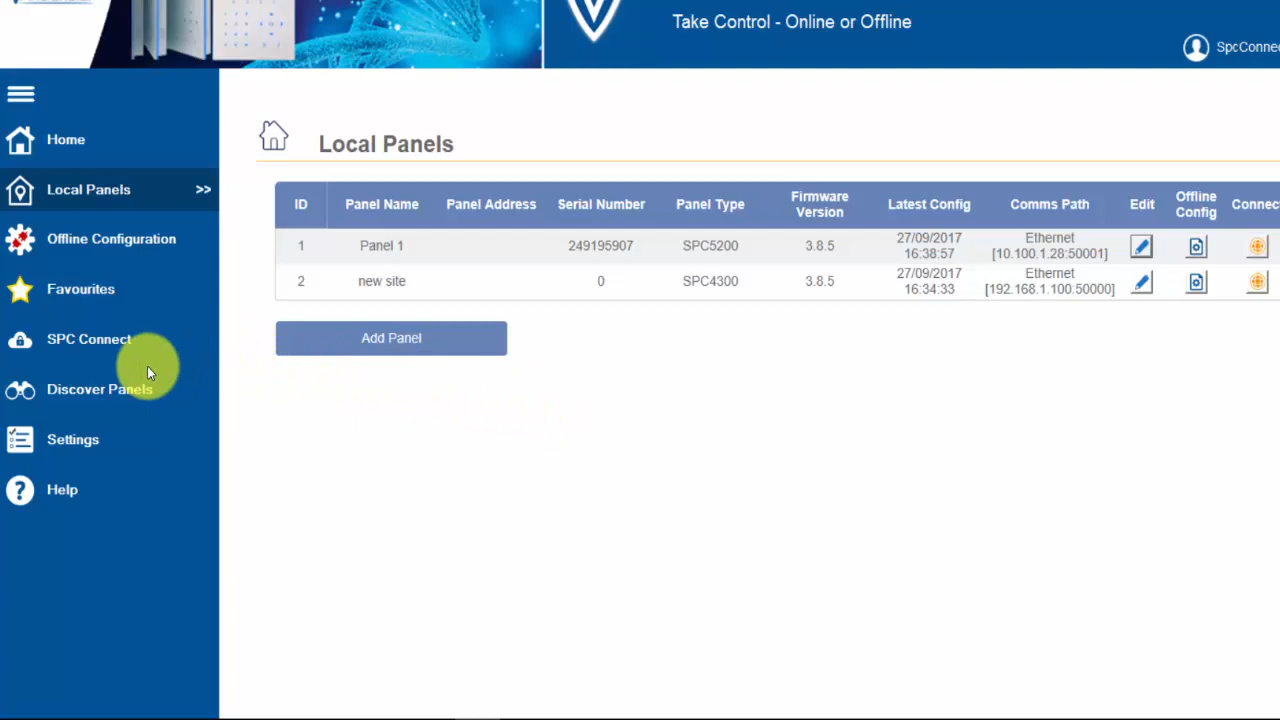 Take Control - Online or Offline
SpcConne
Home
Local Panels >>
Offline Configuration
Favourites
SPC Connect
Discover Panels
Settings
? Help
Local Panels
ID Panel Name Panel Address Serial Number Panel Type Firmware Version Latest Config Comms Path Edit Offline Config Connec
1 Panel 1 249195907 SPC5200 3.8.5 27/09/2017 16:38:57 Ethernet [10.100.1.28:50001]
2 new site 0 SPC4300 3.8.5 27/09/2017 16:34:33 Ethernet [192.168.1.100:50000]
Add Panel